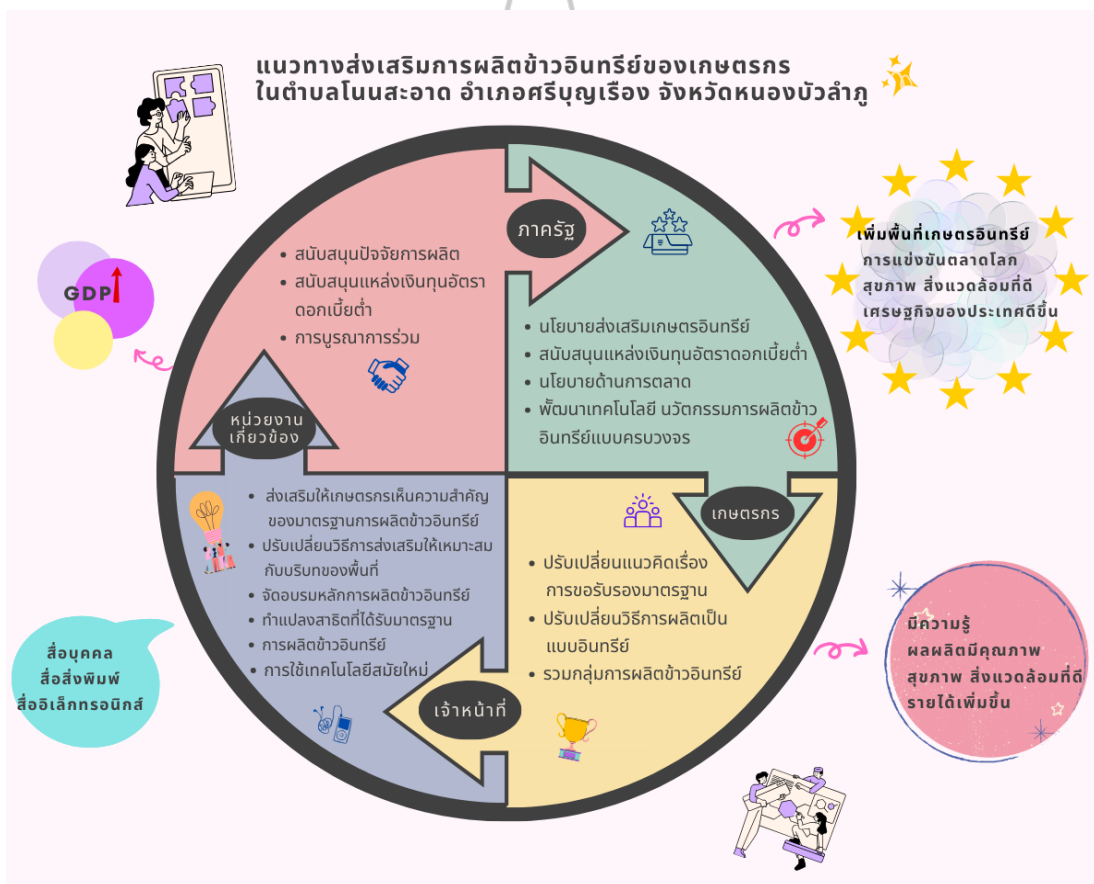 แนวทางส่งเสริมการผลิตข้าวอินทรีย์ของเกษตรกร
ในตำบลโนนสะอาด อำเภอศรีบุญเรือง จังหวัดหนองบัวลำภู
ภาครัฐ
• นโยบายส่งเสริมเกษตรอินทรีย์
• สนับสนุนแหล่งเงินทุนอัตราดอกเบี้ยต่ำ
• นโยบายด้านการตลาด
• พัฒนาเทคโนโลยี นวัตกรรมการผลิตข้าว
อินทรีย์แบบครบวงจร
เพิ่มพื้นที่เกษตรอินทรีย์
การแข่งขันตลาดโลก
สุขภาพ สิ่งแวดล้อมที่ดี
เศรษฐกิจของประเทศดีขึ้น
เกษตรกร
• ปรับเปลี่ยนแนวคิดเรื่อง
การขอรับรองมาตรฐาน
• ปรับเปลี่ยนวิธีการผลิตเป็น
แบบอินทรีย์
• รวมกลุ่มการผลิตข้าวอินทรีย์
มีความรู้
ผลผลิตมีคุณภาพ
สุขภาพ สิ่งแวดล้อมที่ดี
รายได้เพิ่มขึ้น
เจ้าหน้าที่
• ส่งเสริมให้เกษตรกรเห็นความสำคัญ
ของมาตรฐานการผลิตข้าวอินทรีย์
• ปรับเปลี่ยนวิธีการส่งเสริมให้เหมาะสม
กับบริบทของพื้นที่
• จัดอบรมหลักการผลิตข้าวอินทรีย์
• ทำแปลงสาธิตที่ได้รับมาตรฐาน
• การผลิตข้าวอินทรีย์
• การใช้เทคโนโลยีสมัยใหม่
สื่อบุคคล
สื่อสิ่งพิมพ์
สื่ออิเล็กทรอนิกส์
หน่วยงาน
เกี่ยวข้อง
• สนับสนุนปัจจัยการผลิต
• สนับสนุนแหล่งเงินทุนอัตรา
ดอกเบี้ยต่ำ
• การบูรณาการร่วม
GDP